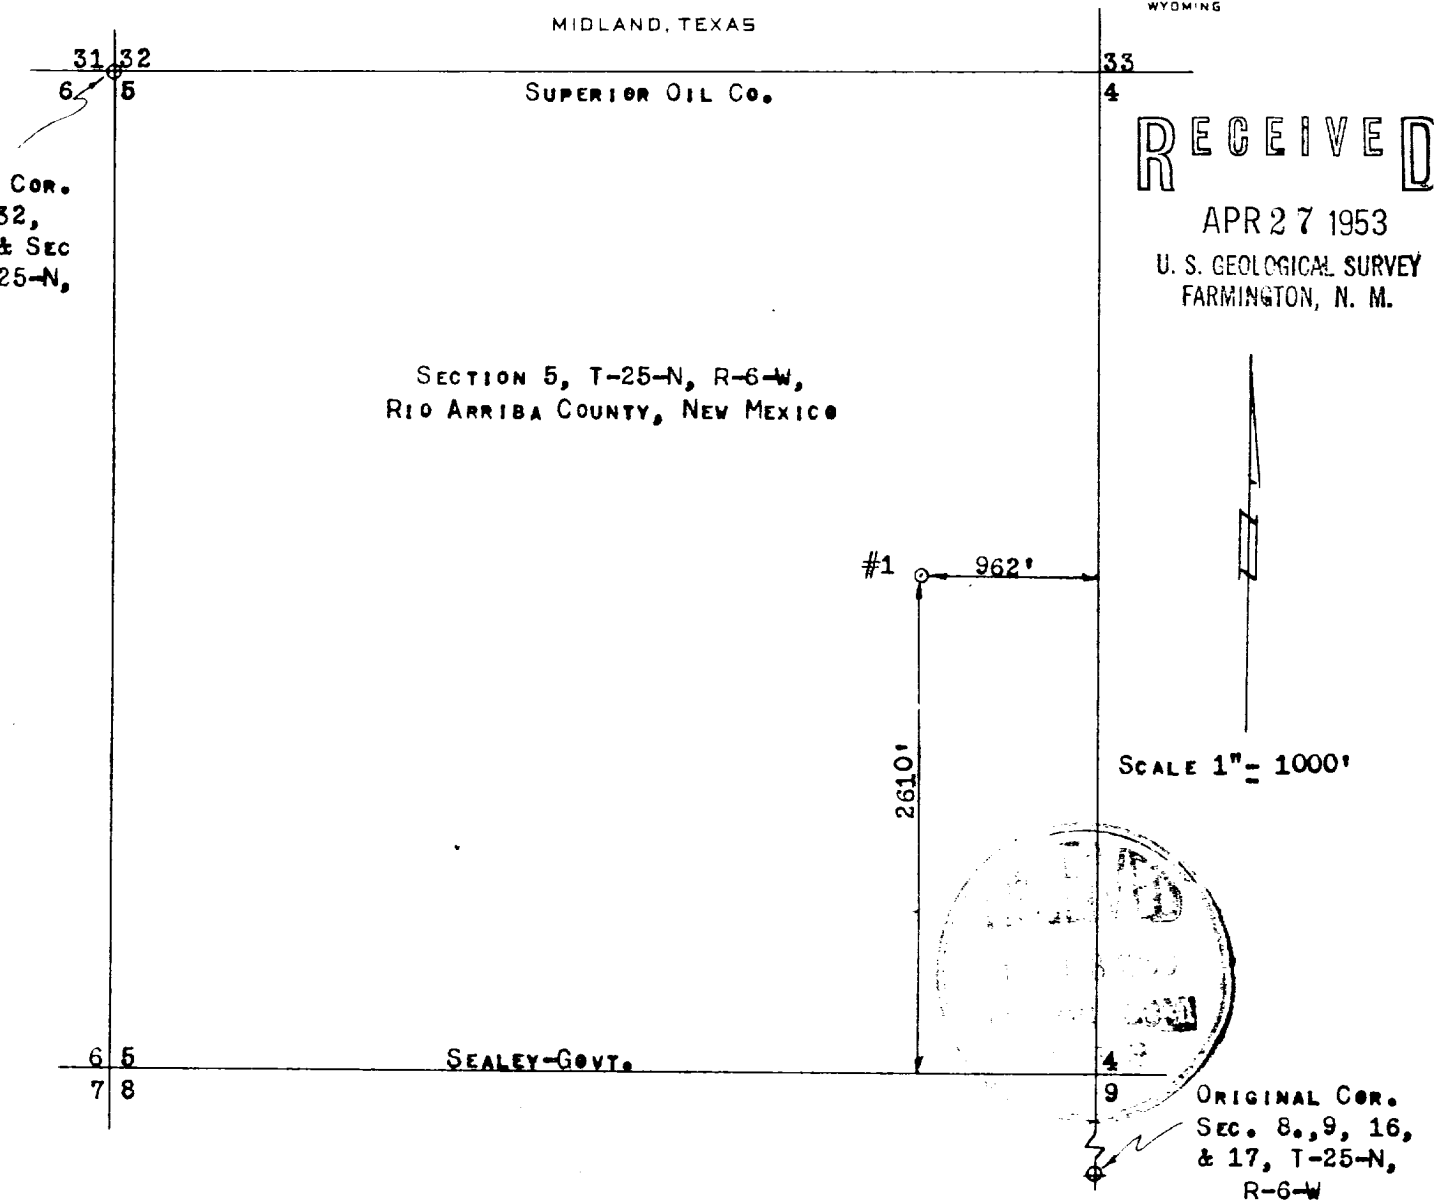 WYOMING
MIDLAND, TEXAS
31 32
33
6 5
SUPERIOR OIL CO.
4
RECEIVED
APR 27 1953
U. S. GEOLOGICAL SURVEY
FARMINGTON, N. M.
COR.
32,
& SEC
25-N,
SECTION 5, T-25-N, R-6-W,
RIO ARRIBA COUNTY, NEW MEXICO
#1
962'
2610'
SCALE 1" = 1000'
6 5
SEALEY-GOVT.
4
7 8
9
ORIGINAL COR.
SEC. 8.,9, 16,
& 17, T-25-N,
R-6-W